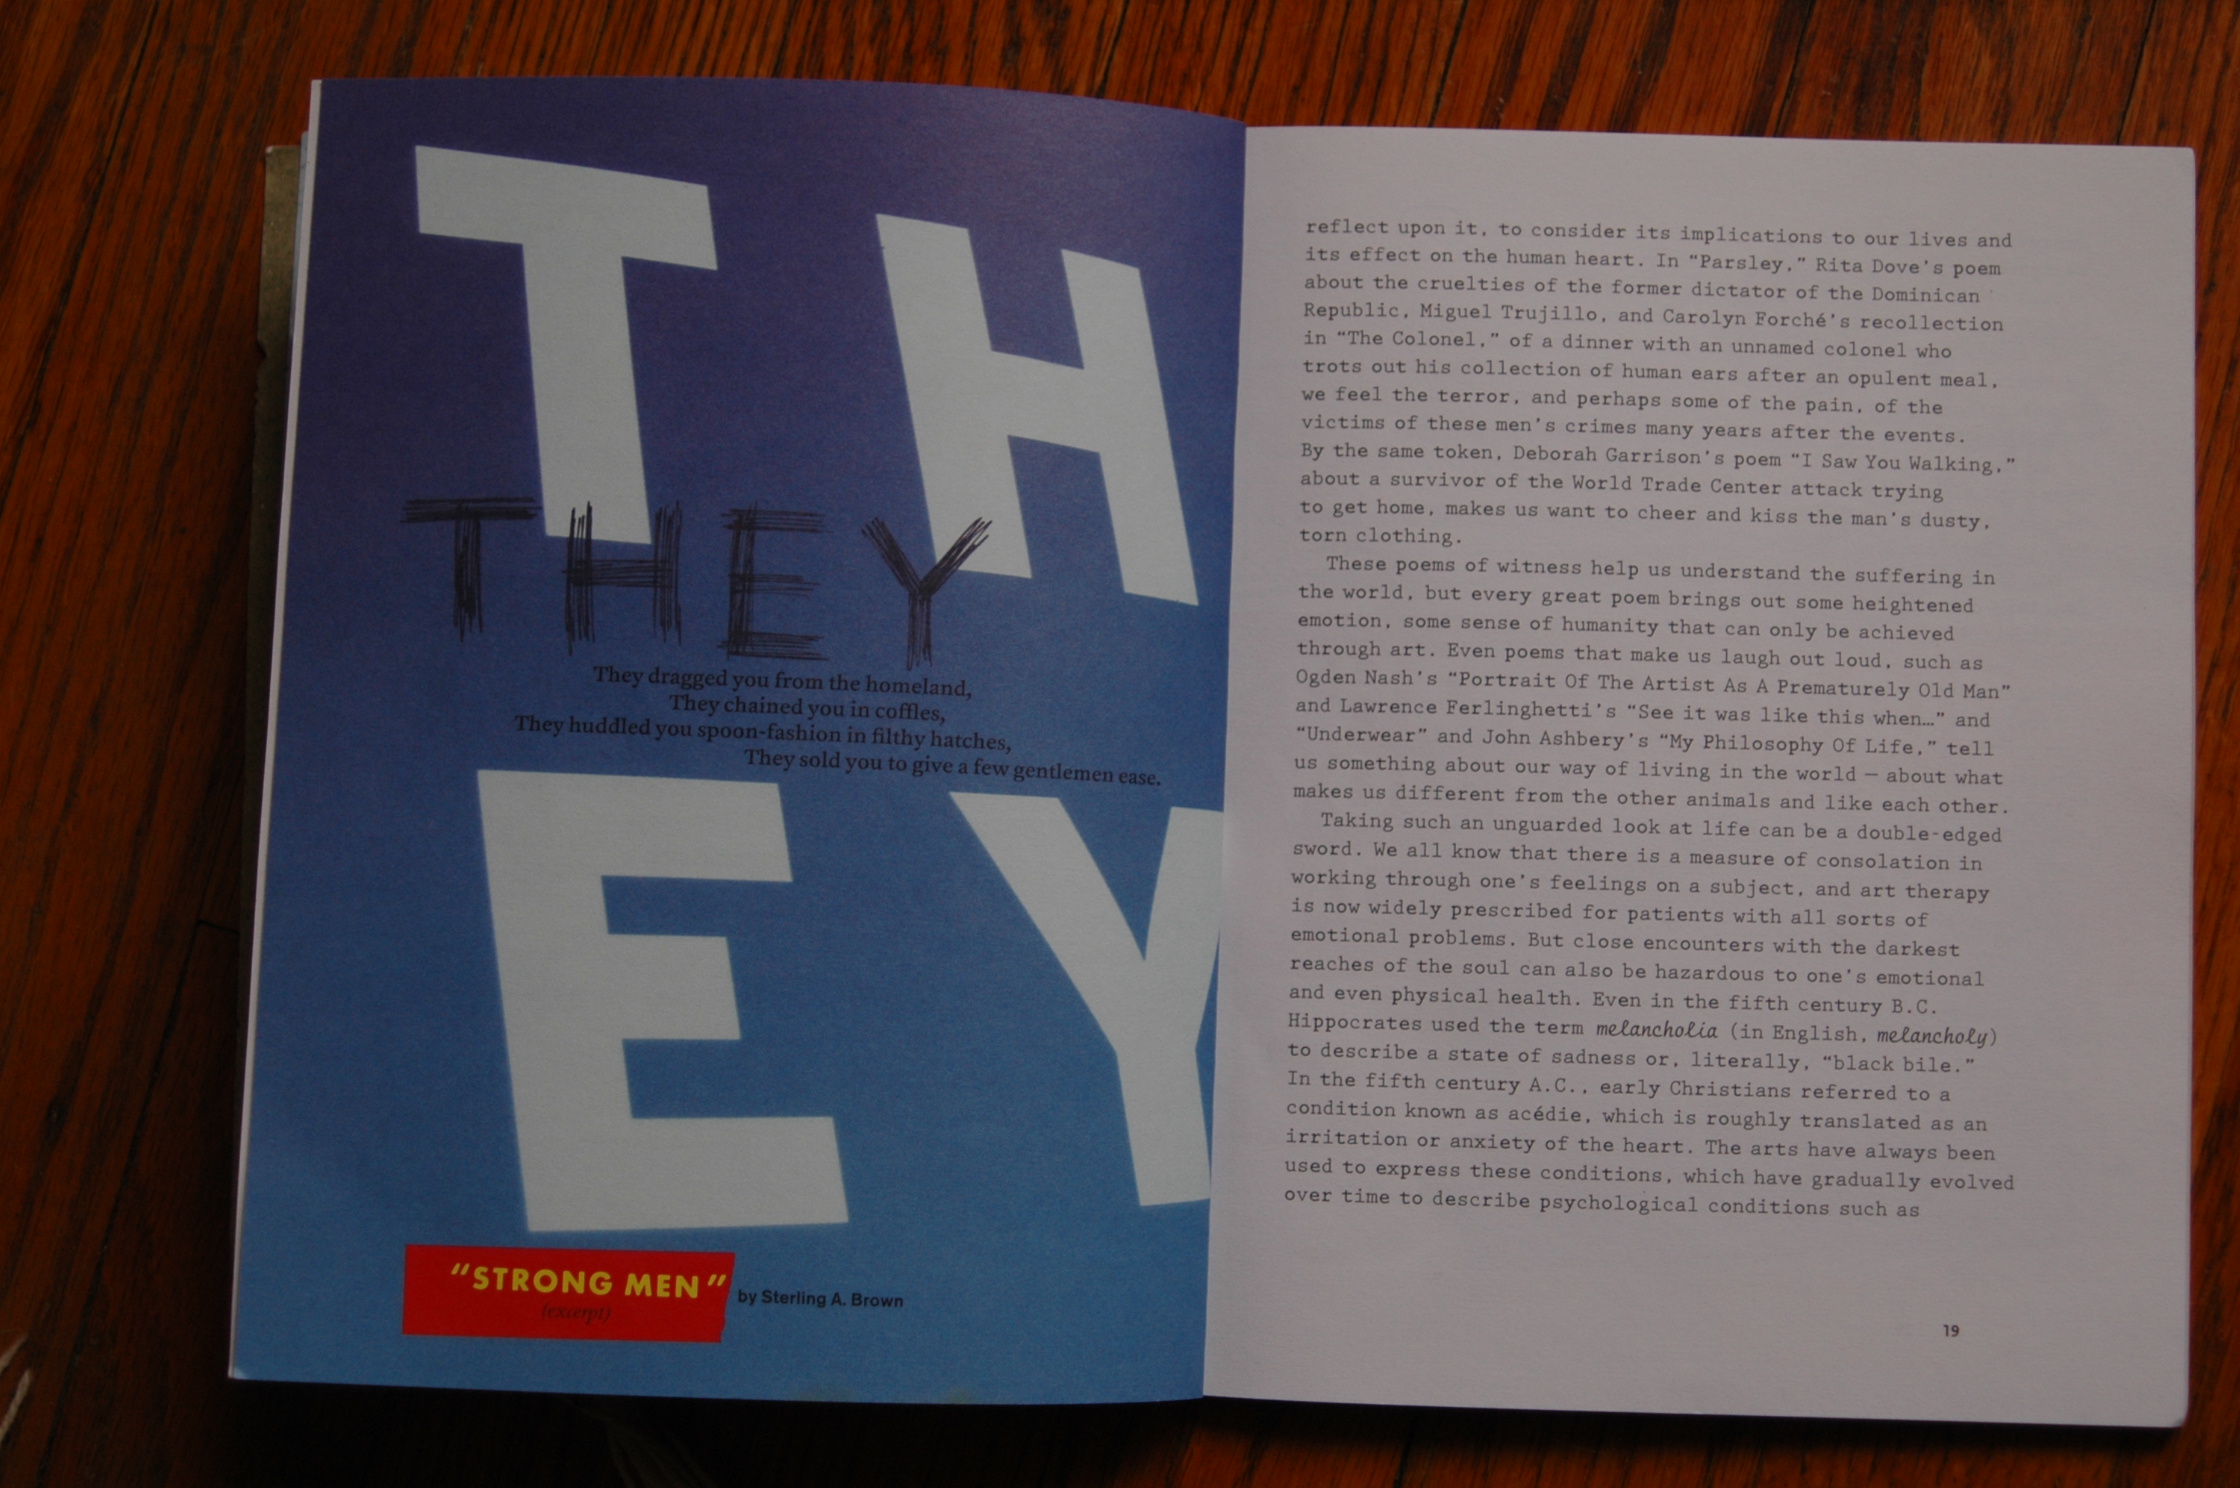 T H
THEY
They dragged you from the homeland,
They chained you in coffles,
They huddled you spoon-fashion in filthy hatches,
They sold you to give a few gentlemen ease.
E Y
"STRONG MEN"
(excerpt)
by Sterling A. Brown
reflect upon it, to consider its implications to our lives and
its effect on the human heart. In “Parsley,” Rita Dove's poem
about the cruelties of the former dictator of the Dominican
Republic, Miguel Trujillo, and Carolyn Forché's recollection
in “The Colonel,” of a dinner with an unnamed colonel who
trots out his collection of human ears after an opulent meal,
we feel the terror, and perhaps some of the pain, of the
victims of these men's crimes many years after the events.
By the same token, Deborah Garrison's poem “I Saw You Walking,”
about a survivor of the World Trade Center attack trying
to get home, makes us want to cheer and kiss the man's dusty,
torn clothing.
These poems of witness help us understand the suffering in
the world, but every great poem brings out some heightened
emotion, some sense of humanity that can only be achieved
through art. Even poems that make us laugh out loud, such as
Ogden Nash's “Portrait Of The Artist As A Prematurely Old Man”
and Lawrence Ferlinghetti's “See it was like this when…” and
“Underwear” and John Ashbery's “My Philosophy Of Life,” tell
us something about our way of living in the world — about what
makes us different from the other animals and like each other.
Taking such an unguarded look at life can be a double-edged
sword. We all know that there is a measure of consolation in
working through one's feelings on a subject, and art therapy
is now widely prescribed for patients with all sorts of
emotional problems. But close encounters with the darkest
reaches of the soul can also be hazardous to one's emotional
and even physical health. Even in the fifth century B.C.
Hippocrates used the term melancholia (in English, melancholy)
to describe a state of sadness or, literally, “black bile.”
In the fifth century A.C., early Christians referred to a
condition known as acédie, which is roughly translated as an
irritation or anxiety of the heart. The arts have always been
used to express these conditions, which have gradually evolved
over time to describe psychological conditions such as
19